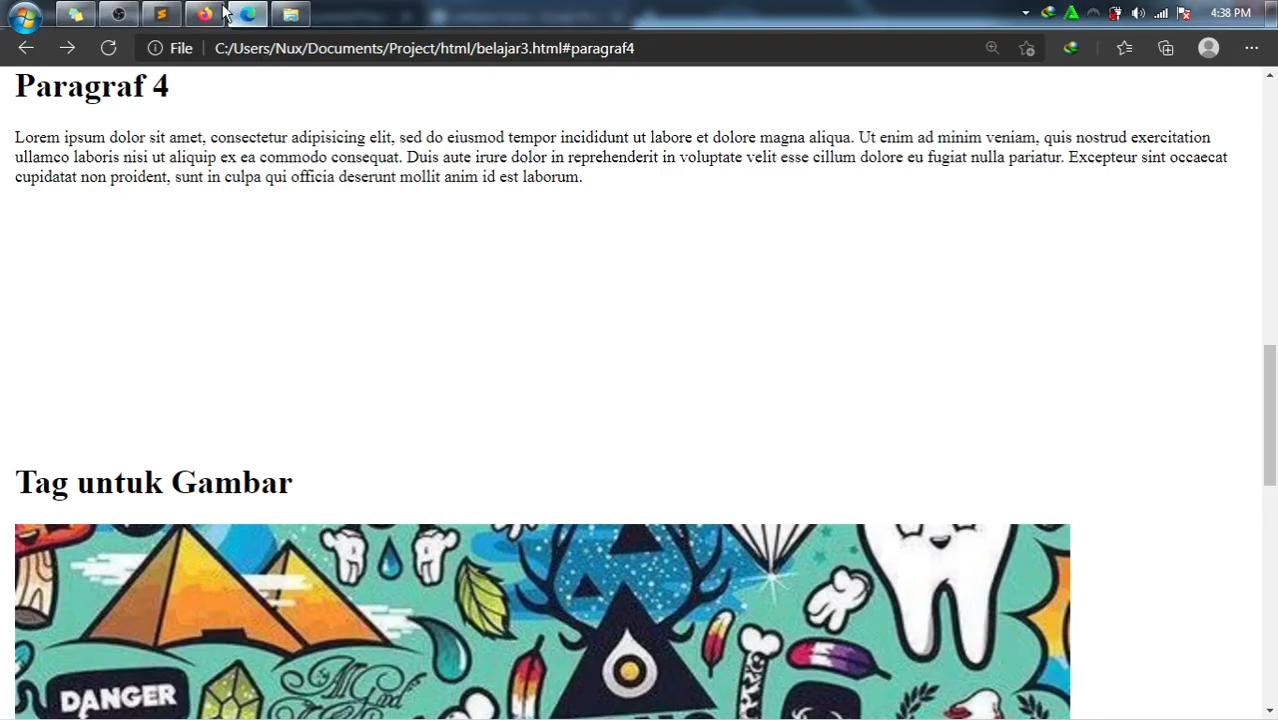 4:38 PM
File
C:/Users/Nux/Documents/Project/html/belajar3.html#paragraf4
Paragraf 4
Lorem ipsum dolor sit amet, consectetur adipisicing elit, sed do eiusmod tempor incididunt ut labore et dolore magna aliqua. Ut enim ad minim veniam, quis nostrud exercitation
ullamco laboris nisi ut aliquip ex ea commodo consequat. Duis aute irure dolor in reprehenderit in voluptate velit esse cillum dolore eu fugiat nulla pariatur. Excepteur sint occaecat
cupidatat non proident, sunt in culpa qui officia deserunt mollit anim id est laborum.
Tag untuk Gambar
DANGER